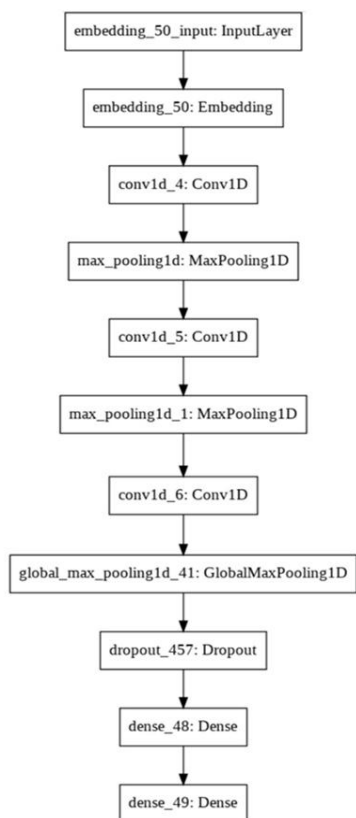 embedding_50_input: InputLayer
embedding_50: Embedding
conv1d_4: Conv1D
max_pooling1d: MaxPooling1D
conv1d_5: Conv1D
max_pooling1d_1: MaxPooling1D
conv1d_6: Conv1D
global_max_pooling1d_41: GlobalMaxPooling1D
dropout_457: Dropout
dense_48: Dense
dense_49: Dense